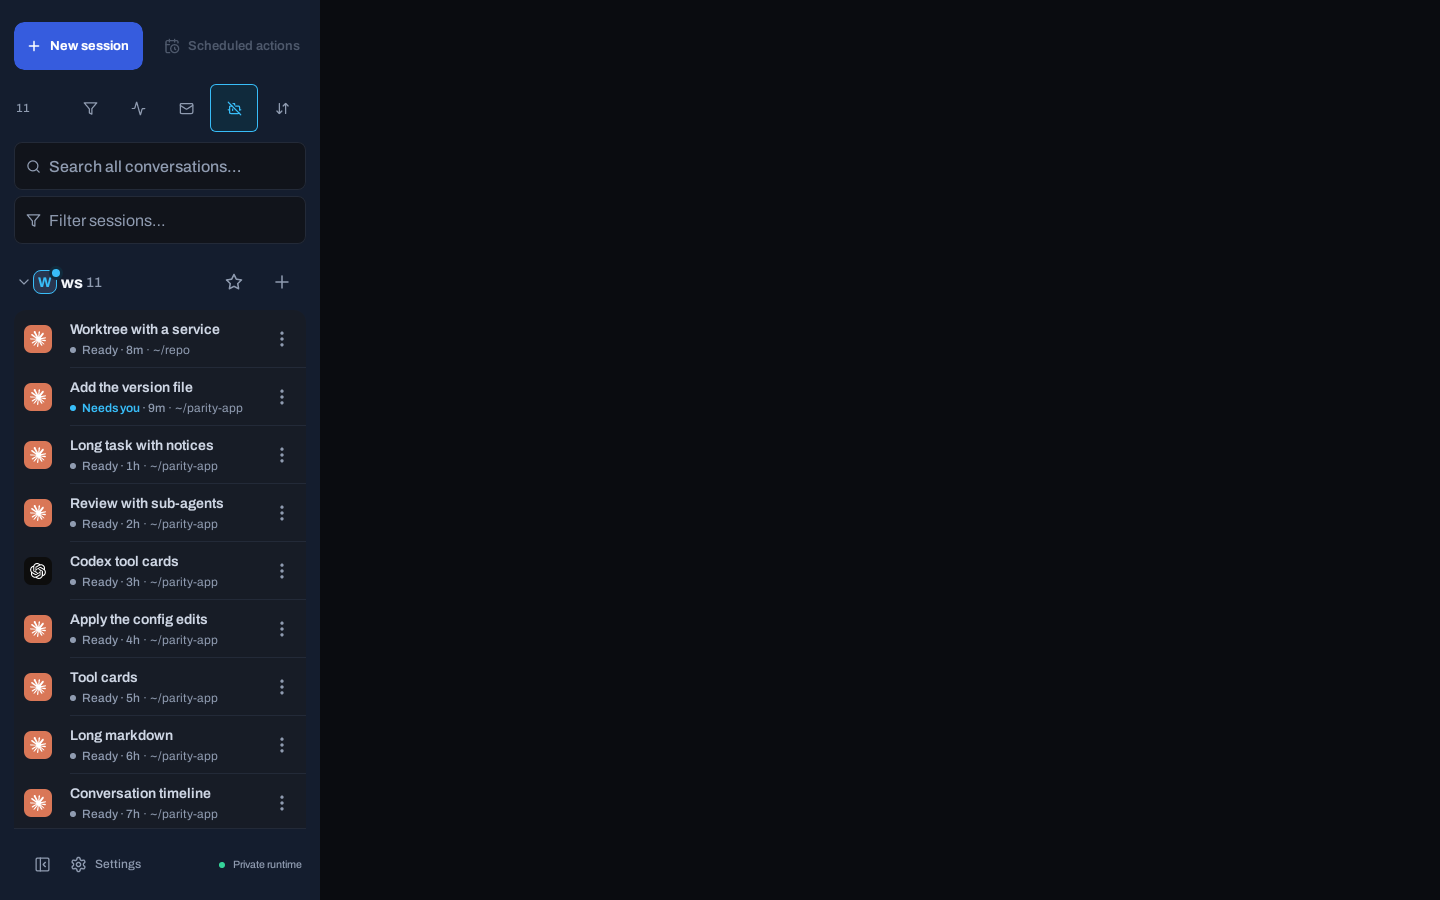 New session
Scheduled actions
11
Search all conversations...
Filter sessions...
W ws 11
Worktree with a service
Ready · 8m · ~/repo
Add the version file
Needs you · 9m · ~/parity-app
Long task with notices
Ready · 1h · ~/parity-app
Review with sub-agents
Ready · 2h · ~/parity-app
Codex tool cards
Ready · 3h · ~/parity-app
Apply the config edits
Ready · 4h · ~/parity-app
Tool cards
Ready · 5h · ~/parity-app
Long markdown
Ready · 6h · ~/parity-app
Conversation timeline
Ready · 7h · ~/parity-app
Settings
Private runtime